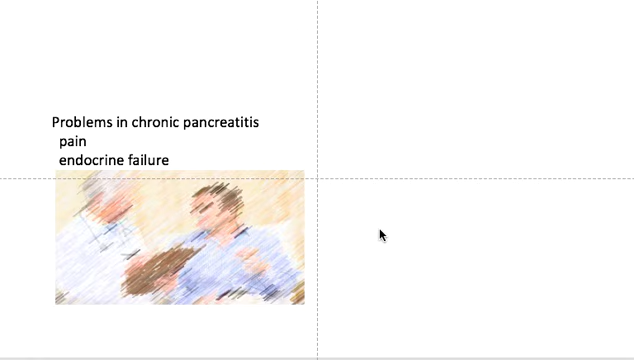 Problems in chronic pancreatitis
pain
endocrine failure